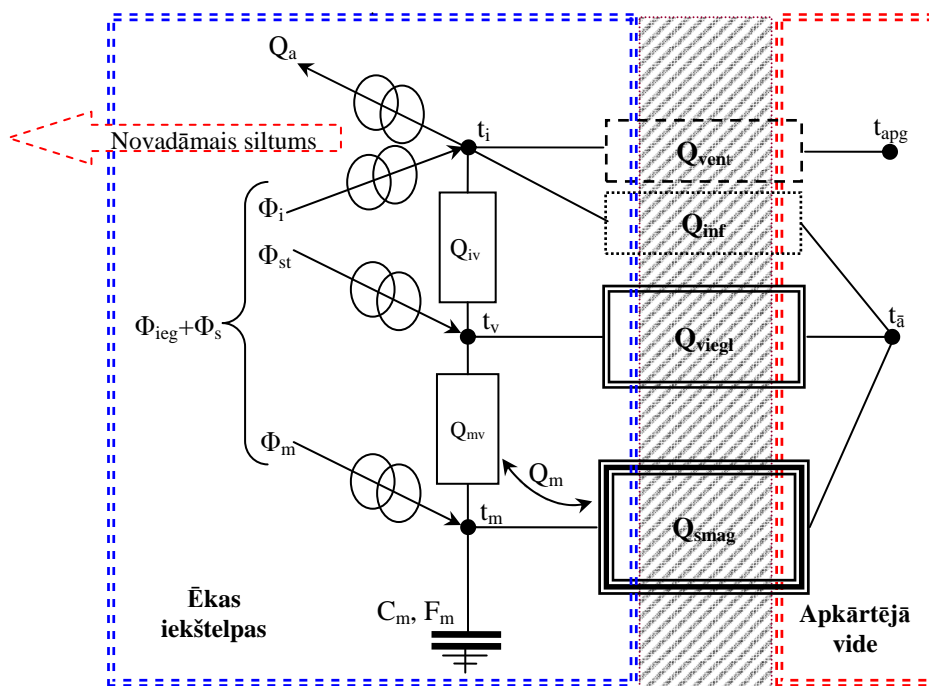 Qa
ti
tapg
Novadāmais siltums
Qvent
Φi
Qinf
Qiv
Φst
tv
tā
Φieg+Φs
Qviegl
Qmv
Φm
Qm
tm
Qsmag
Ēkas
iekštelpas
Cm, Fm
Apkārtējā
vide